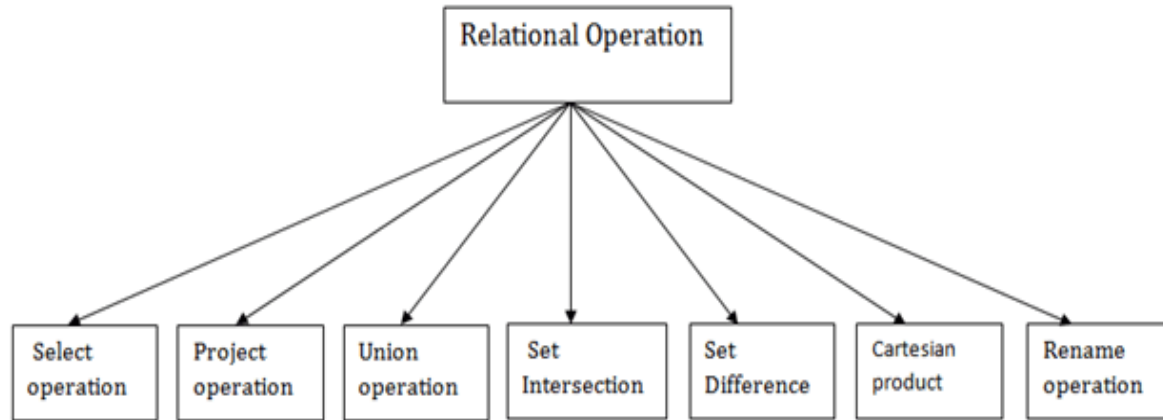 Relational Operation
Select
operation
Project
operation
Union
operation
Set
Intersection
Set
Difference
Cartesian
product
Rename
operation